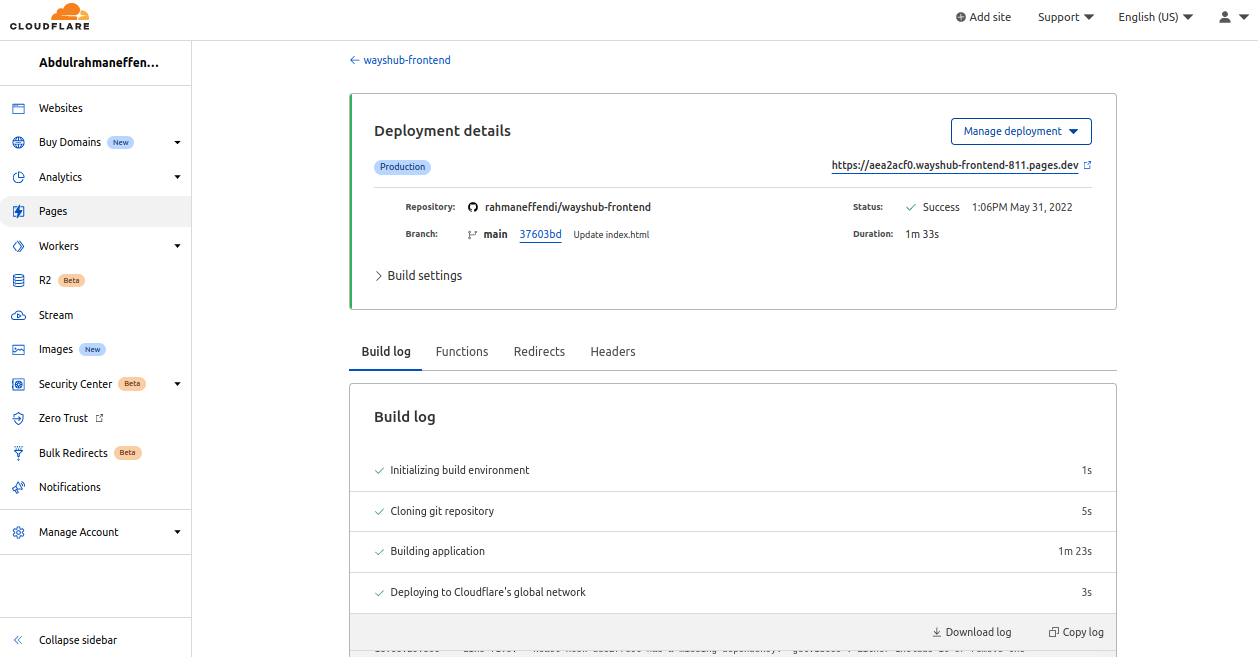 CLOUDFLARE
Add site
Support
English (US)
Abdulrahmaneffen...
Websites
Buy Domains New
Analytics
Pages
Workers
R2 Beta
Stream
Images New
Security Center Beta
Zero Trust
Bulk Redirects Beta
Notifications
Manage Account
Collapse sidebar
wayshub-frontend
Deployment details
Manage deployment
Production
https://aea2acf0.wayshub-frontend-811.pages.dev
Repository: rahmaneffendi/wayshub-frontend
Status: Success 1:06PM May 31, 2022
Branch: main 37603bd Update index.html
Duration: 1m 33s
Build settings
Build log Functions Redirects Headers
Build log
Initializing build environment 1s
Cloning git repository 5s
Building application 1m 23s
Deploying to Cloudflare's global network 3s
Download log Copy log